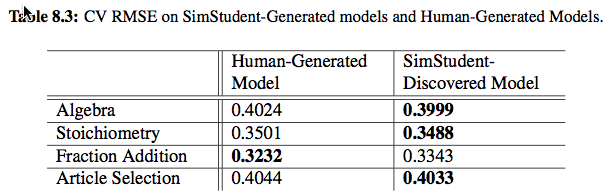 Table 8.3: CV RMSE on SimStudent-Generated models and Human-Generated Models.
Human-Generated Model SimStudent-Discovered Model
Algebra 0.4024 0.3999
Stoichiometry 0.3501 0.3488
Fraction Addition 0.3232 0.3343
Article Selection 0.4044 0.4033